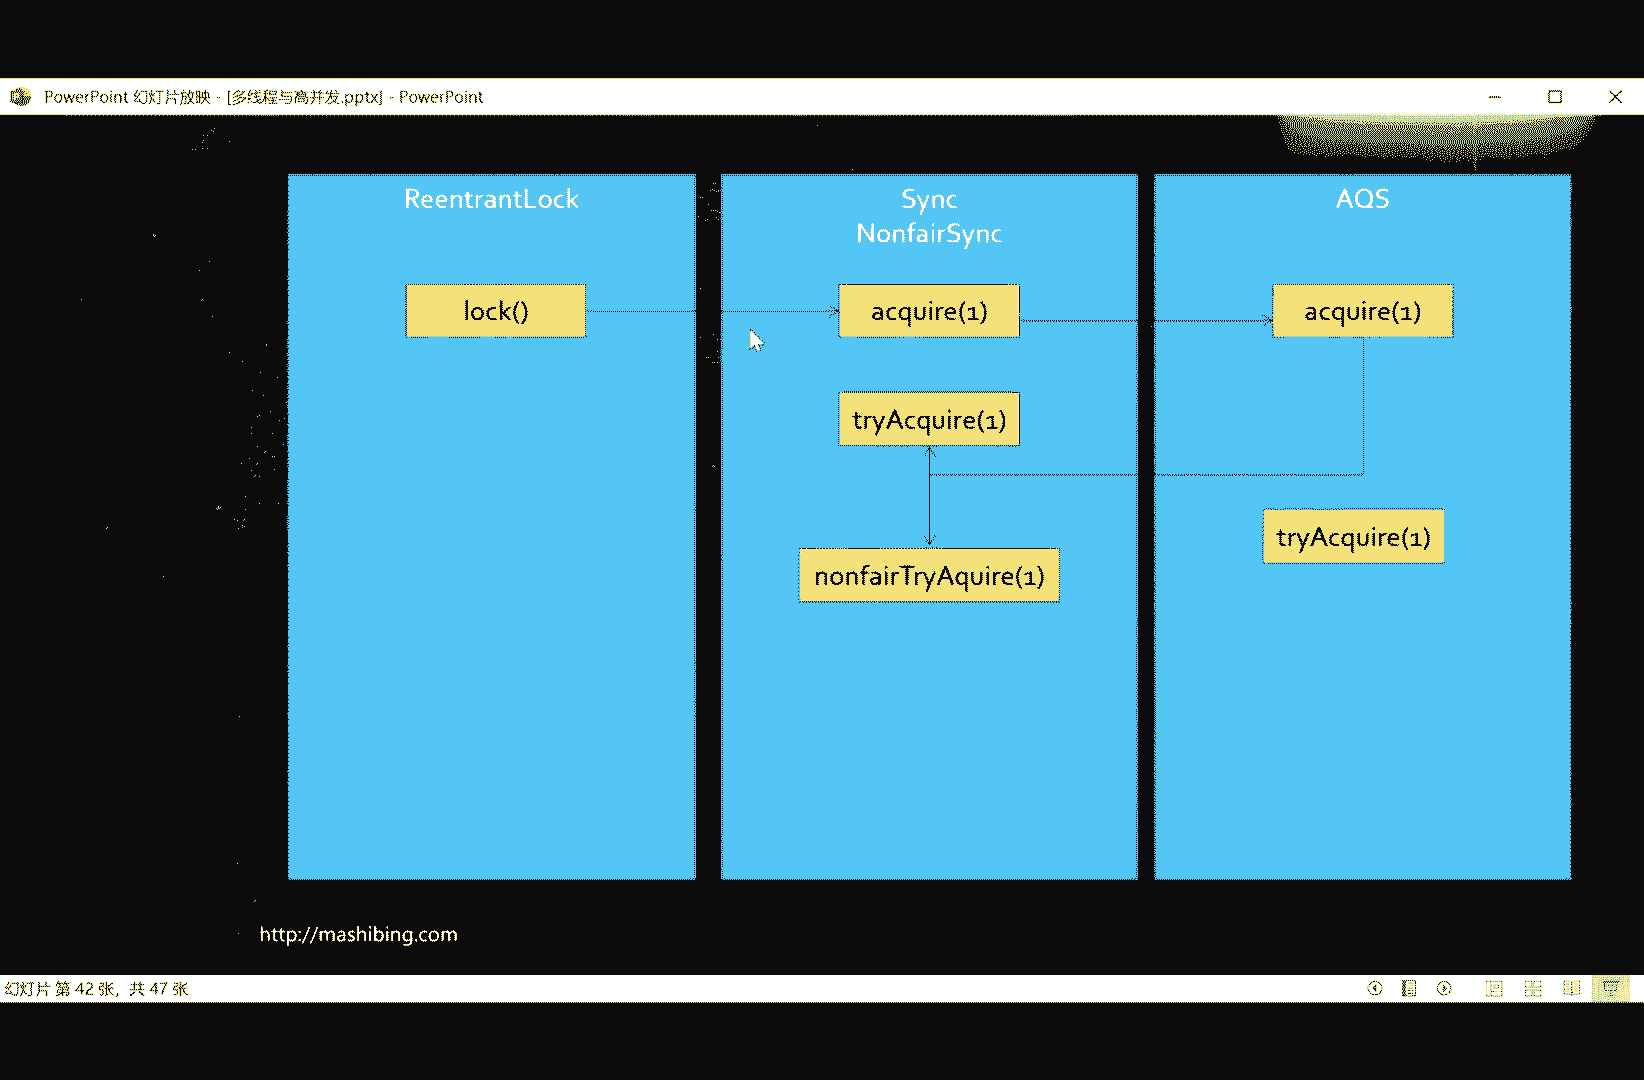 PowerPoint 幻灯片放映 - [多线程与高并发.pptx] - PowerPoint
ReentrantLock
Sync
NonfairSync
AQS
lock()
acquire(1)
acquire(1)
tryAcquire(1)
tryAcquire(1)
nonfairTryAquire(1)
http://mashibing.com
幻灯片 第 42 张，共 47 张